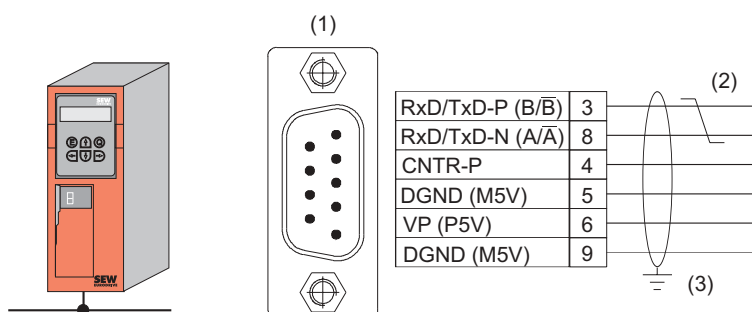 (1)
(2)
RxD/TxD-P (B/B̅) 3
RxD/TxD-N (A/A̅) 8
CNTR-P 4
DGND (M5V) 5
VP (P5V) 6
DGND (M5V) 9
(3)
SEW
E
Q
SEW